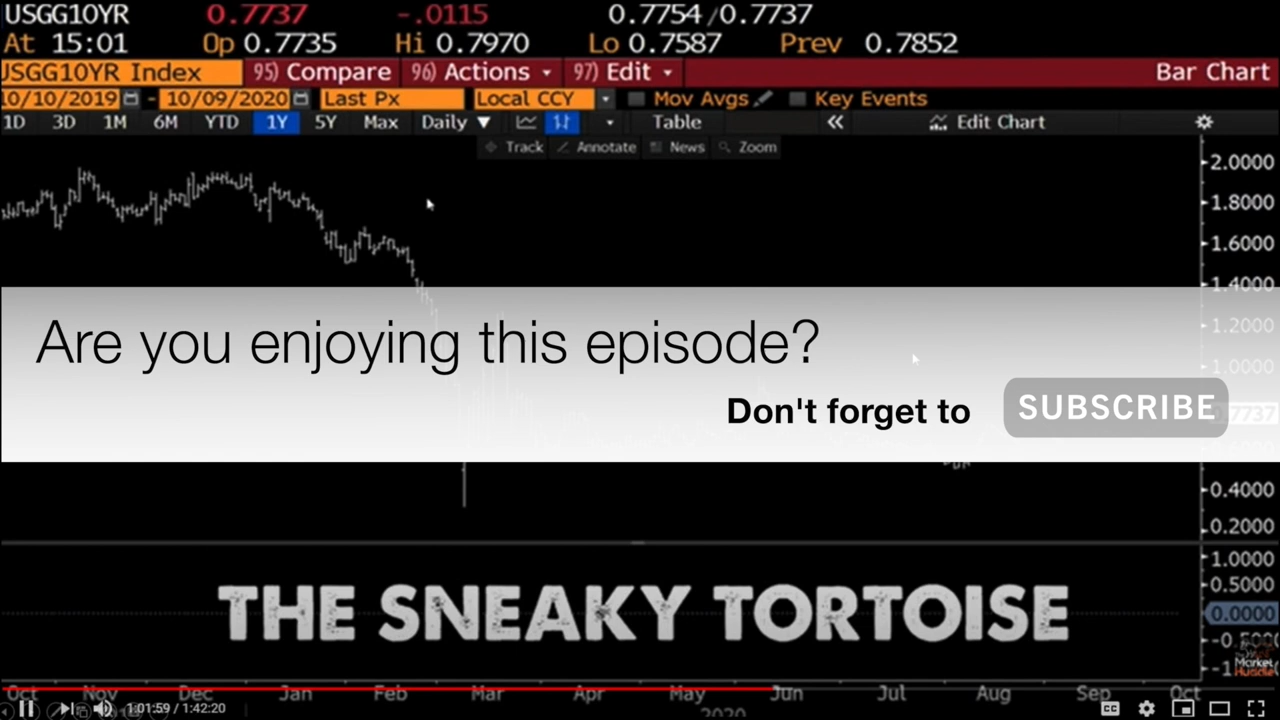 USGG10YR 0.7737 -.0115 0.7754/0.7737
At 15:01 Op 0.7735 Hi 0.7970 Lo 0.7587 Prev 0.7852
USGG10YR Index 95) Compare 96) Actions 97) Edit Bar Chart
10/10/2019 - 10/09/2020 Last Px Local CCY Mov Avgs Key Events
1D 3D 1M 6M YTD 1Y 5Y Max Daily Table Edit Chart
Track Annotate News Zoom
2.0000
1.8000
1.6000
1.4000
1.2000
Are you enjoying this episode?
1.0000
Don't forget to SUBSCRIBE
0.4000
0.2000
1.0000
0.5000
THE SNEAKY TORTOISE
0.0000
Market
Hustle
Oct Nov Dec Jan Feb Mar Apr May Jun Jul Aug Sep Oct
1:01:59 / 1:42:20
2020
CC